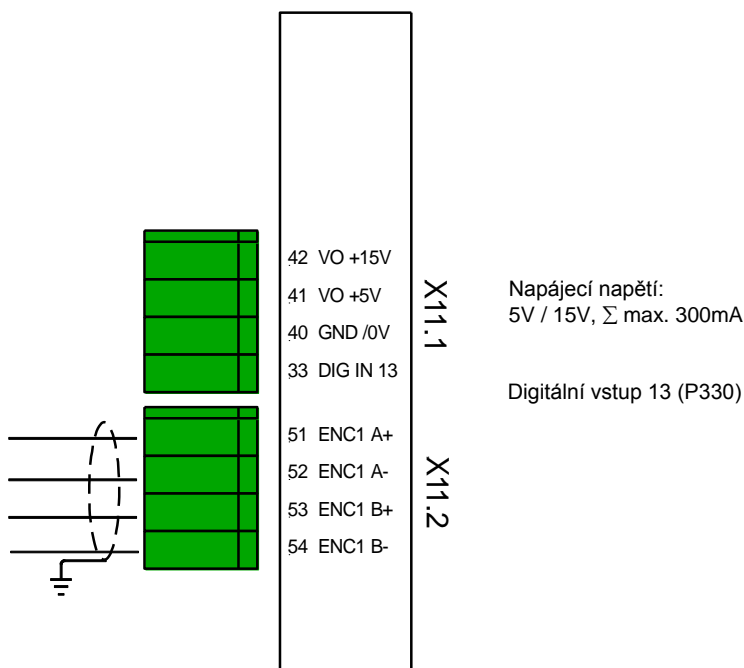 42 VO +15V
41 VO +5V
40 GND /0V
33 DIG IN 13
X11.1
Napájecí napětí:
5V / 15V, ∑ max. 300mA
Digitální vstup 13 (P330)
51 ENC1 A+
52 ENC1 A-
53 ENC1 B+
54 ENC1 B-
X11.2